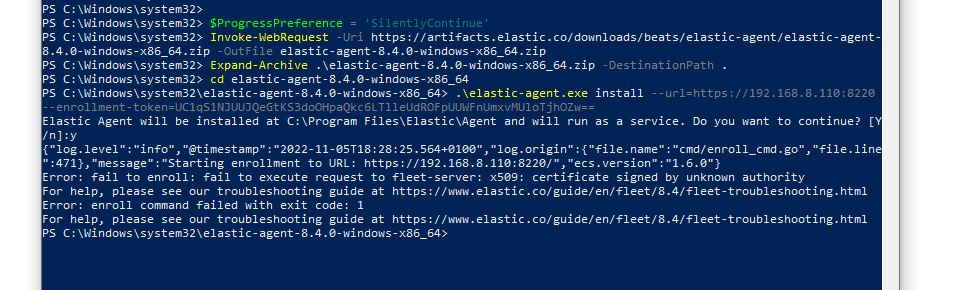 PS C:\Windows\system32>
PS C:\Windows\system32>
PS C:\Windows\system32> $ProgressPreference = 'SilentlyContinue'
PS C:\Windows\system32> Invoke-WebRequest -Uri https://artifacts.elastic.co/downloads/beats/elastic-agent/elastic-agent-
8.4.0-windows-x86_64.zip -OutFile elastic-agent-8.4.0-windows-x86_64.zip
PS C:\Windows\system32> Expand-Archive .\elastic-agent-8.4.0-windows-x86_64.zip -DestinationPath .
PS C:\Windows\system32> cd elastic-agent-8.4.0-windows-x86_64
PS C:\Windows\system32\elastic-agent-8.4.0-windows-x86_64> .\elastic-agent.exe install --url=https://192.168.8.110:8220
--enrollment-token=UC1qS1NJUUJQeGtKS3doOHpaQkc6LTlleUdROFpUUWFnUmxvMUloTjhOZw==
Elastic Agent will be installed at C:\Program Files\Elastic\Agent and will run as a service. Do you want to continue? [Y
/n]:y
{"log.level":"info","@timestamp":"2022-11-05T18:28:25.564+0100","log.origin":{"file.name":"cmd/enroll_cmd.go","file.line
":471},"message":"Starting enrollment to URL: https://192.168.8.110:8220/","ecs.version":"1.6.0"}
Error: fail to enroll: fail to execute request to fleet-server: x509: certificate signed by unknown authority
For help, please see our troubleshooting guide at https://www.elastic.co/guide/en/fleet/8.4/fleet-troubleshooting.html
Error: enroll command failed with exit code: 1
For help, please see our troubleshooting guide at https://www.elastic.co/guide/en/fleet/8.4/fleet-troubleshooting.html
PS C:\Windows\system32\elastic-agent-8.4.0-windows-x86_64>